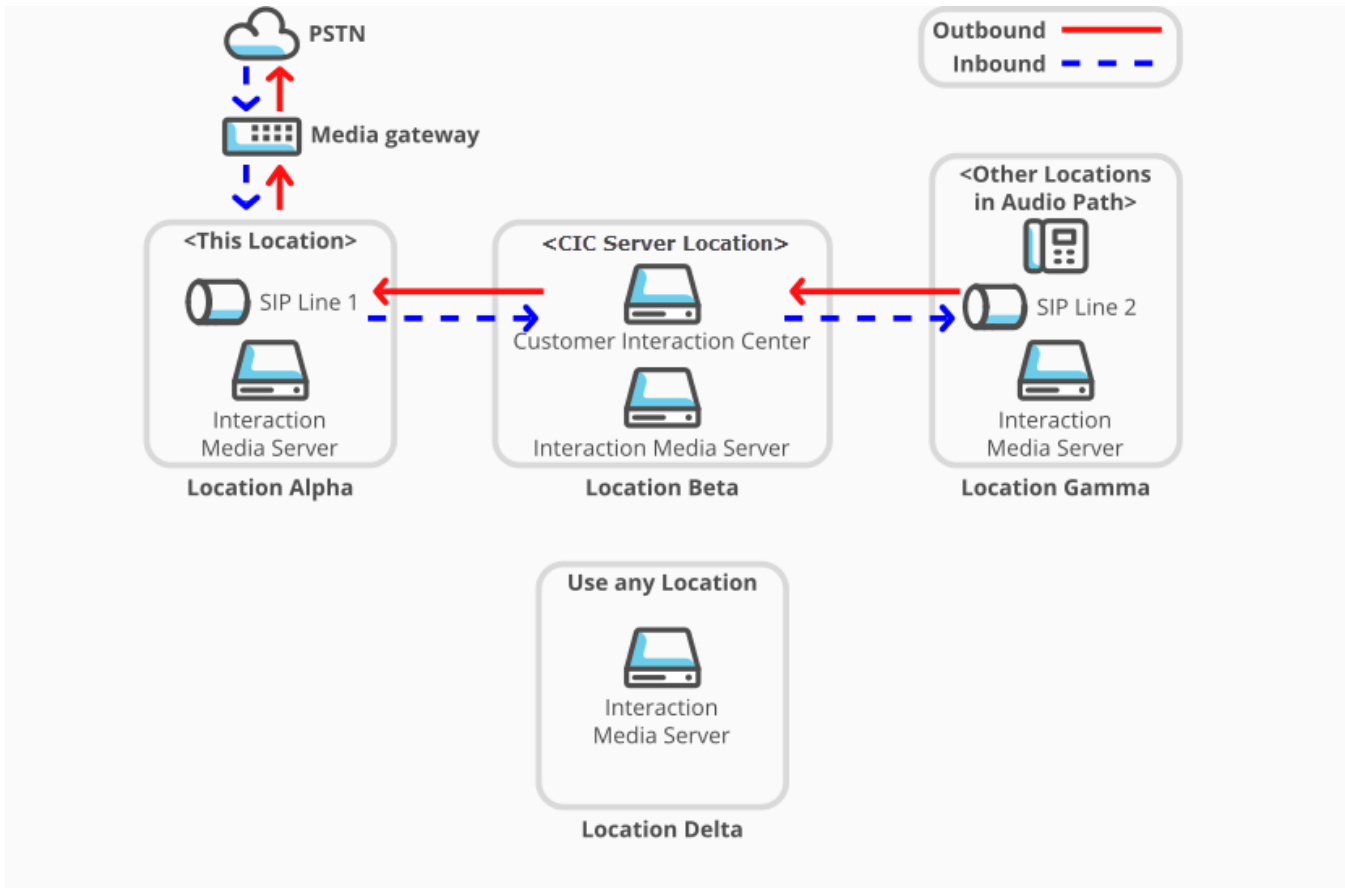 PSTN
Outbound
Inbound
Media gateway
<This Location>
SIP Line 1
Interaction
Media Server
Location Alpha
<CIC Server Location>
Customer Interaction Center
Interaction Media Server
Location Beta
<Other Locations
in Audio Path>
SIP Line 2
Interaction
Media Server
Location Gamma
Use any Location
Interaction
Media Server
Location Delta